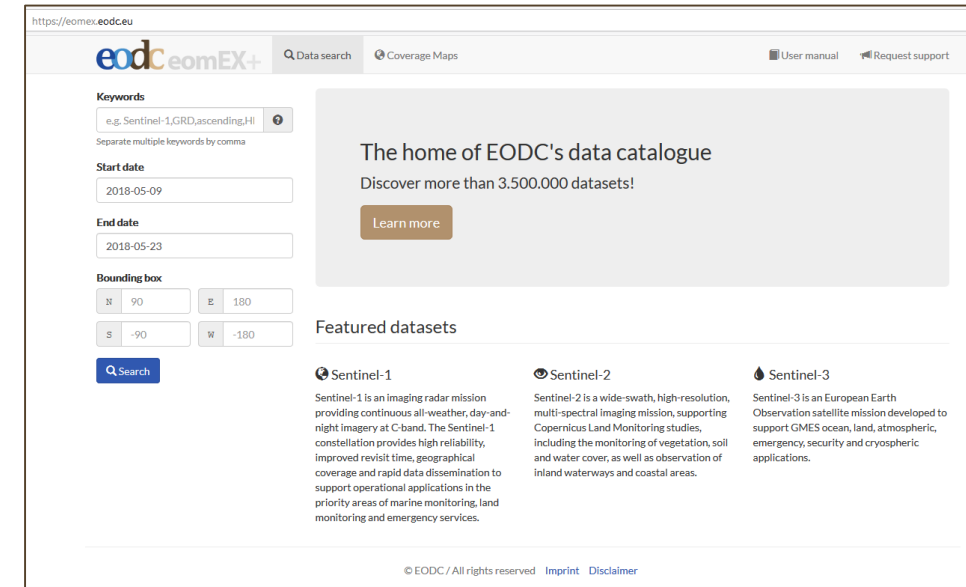 https://eomex.eodc.eu
eodc eomEX+
Data search
Coverage Maps
User manual
Request support
Keywords
e.g. Sentinel-1,GRD,ascending,HI
Separate multiple keywords by comma
Start date
2018-05-09
End date
2018-05-23
Bounding box
N 90 E 180
S -90 W -180
Search
The home of EODC's data catalogue
Discover more than 3.500.000 datasets!
Learn more
Featured datasets
Sentinel-1
Sentinel-1 is an imaging radar mission
providing continuous all-weather, day-and-
night imagery at C-band. The Sentinel-1
constellation provides high reliability,
improved revisit time, geographical
coverage and rapid data dissemination to
support operational applications in the
priority areas of marine monitoring, land
monitoring and emergency services.
Sentinel-2
Sentinel-2 is a wide-swath, high-resolution,
multi-spectral imaging mission, supporting
Copernicus Land Monitoring studies,
including the monitoring of vegetation, soil
and water cover, as well as observation of
inland waterways and coastal areas.
Sentinel-3
Sentinel-3 is an European Earth
Observation satellite mission developed to
support GMES ocean, land, atmospheric,
emergency, security and cryospheric
applications.
© EODC / All rights reserved Imprint Disclaimer